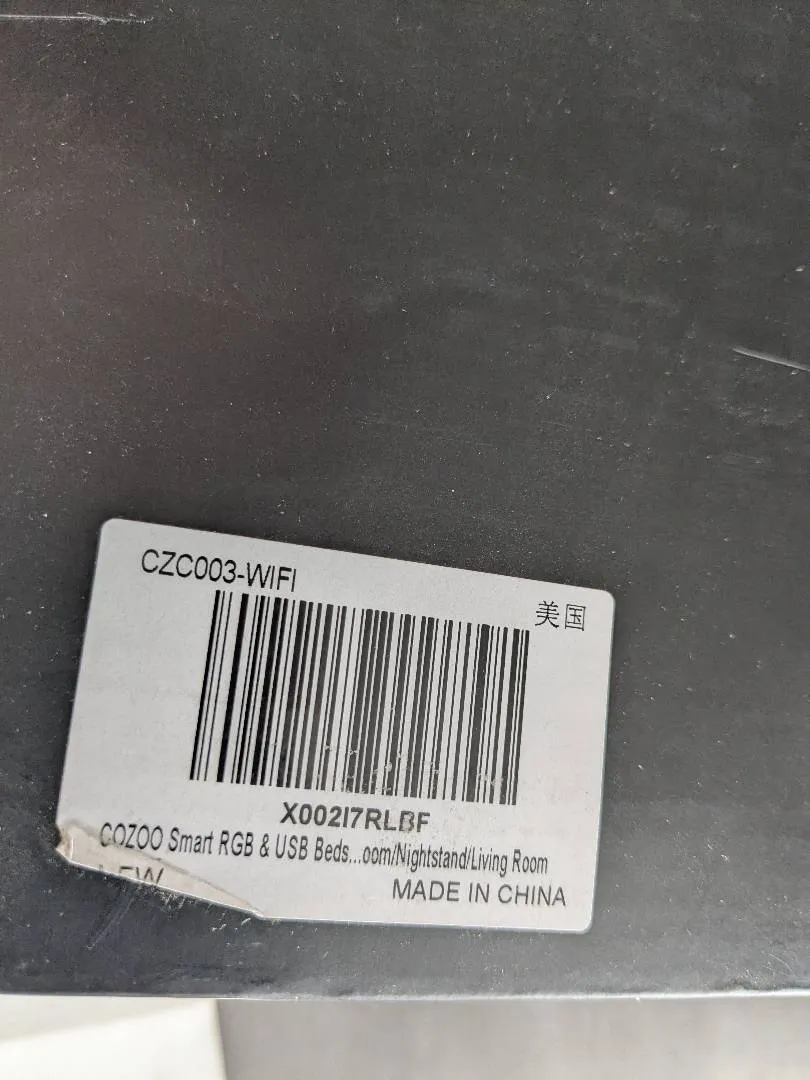 CZC003-WIFI
美国
X002I7RLBF
COZOO Smart RGB & USB Beds...oom/Nightstand/Living Room
MADE IN CHINA